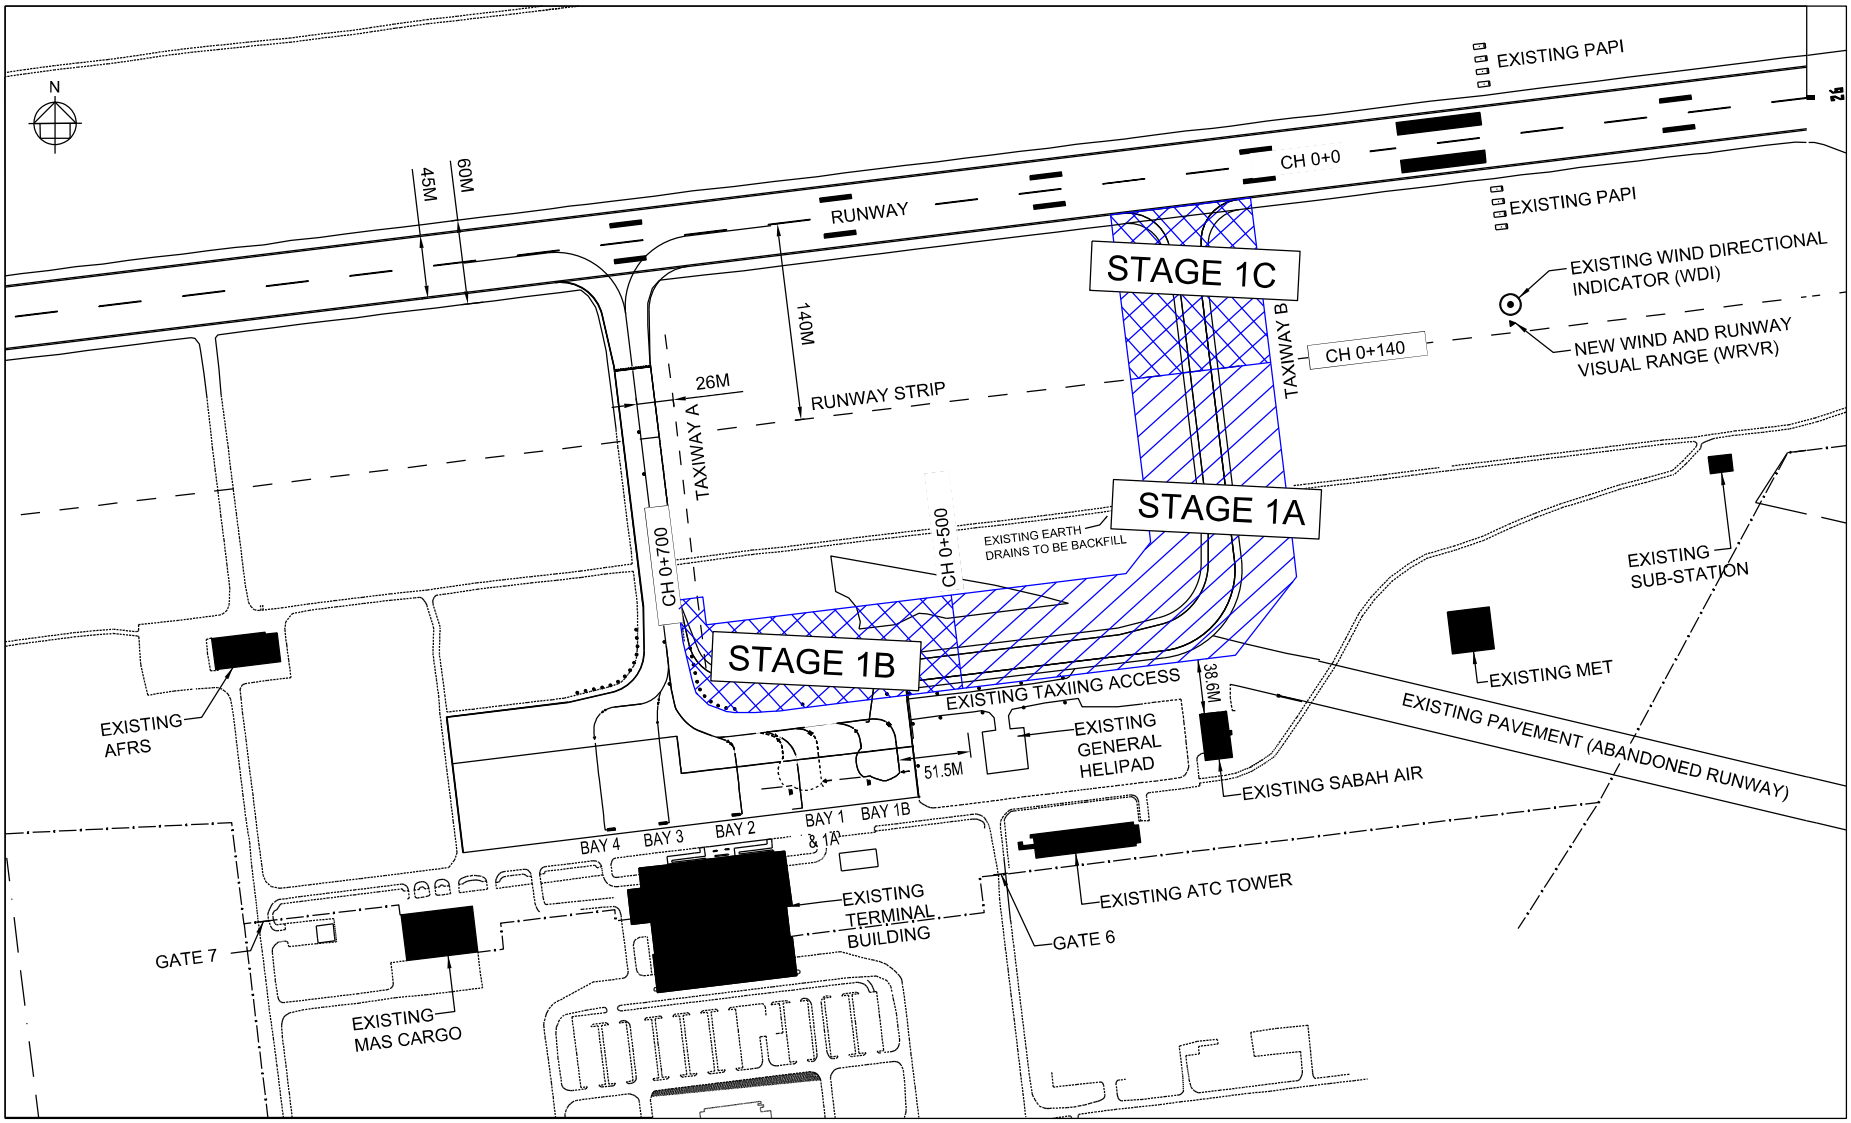 EXISTING PAPI
N
26
CH 0+0
45M
60M
RUNWAY
EXISTING PAPI
STAGE 1C
EXISTING WIND DIRECTIONAL
INDICATOR (WDI)
140M
TAXIWAY B
CH 0+140
NEW WIND AND RUNWAY
VISUAL RANGE (WRVR)
26M
RUNWAY STRIP
TAXIWAY A
STAGE 1A
CH 0+700
CH 0+500
EXISTING EARTH
DRAINS TO BE BACKFILL
EXISTING
SUB-STATION
STAGE 1B
EXISTING MET
EXISTING TAXIING ACCESS
38.6M
EXISTING PAVEMENT (ABANDONED RUNWAY)
EXISTING
AFRS
EXISTING
GENERAL
HELIPAD
51.5M
EXISTING SABAH AIR
BAY 4
BAY 3
BAY 2
BAY 1
& 1A
BAY 1B
EXISTING ATC TOWER
EXISTING
TERMINAL
BUILDING
GATE 6
GATE 7
EXISTING
MAS CARGO